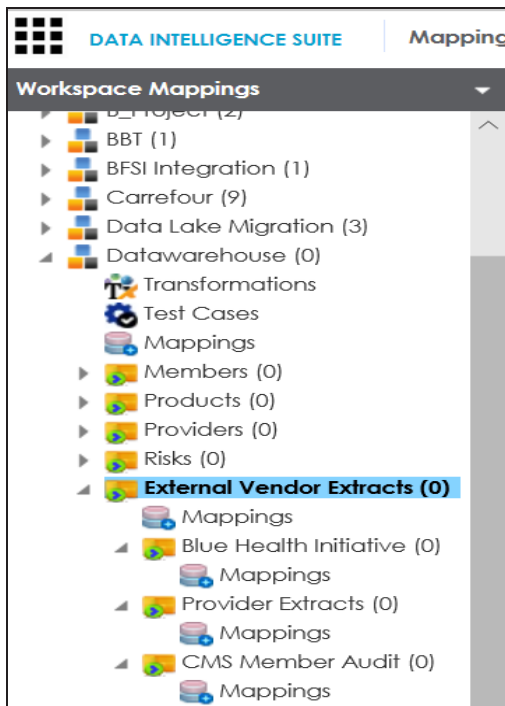 DATA INTELLIGENCE SUITE Mapping
Workspace Mappings
B_Project (2)
BBT (1)
BFSI Integration (1)
Carrefour (9)
Data Lake Migration (3)
Datawarehouse (0)
Transformations
Test Cases
Mappings
Members (0)
Products (0)
Providers (0)
Risks (0)
External Vendor Extracts (0)
Mappings
Blue Health Initiative (0)
Mappings
Provider Extracts (0)
Mappings
CMS Member Audit (0)
Mappings